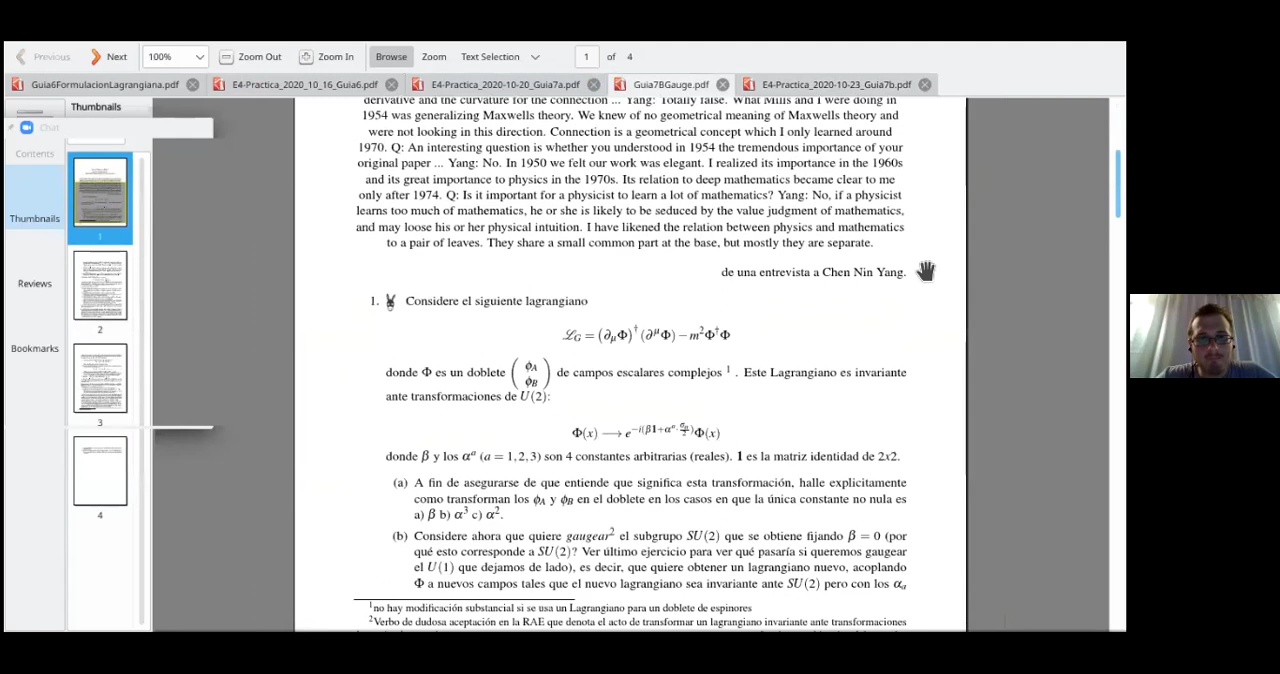 Previous Next 100% Zoom Out Zoom In Browse Zoom Text Selection 1 of 4
Guia6FormulacionLagrangiana.pdf E4-Practica_2020_10_16_Guia6.pdf E4-Practica_2020-10-20_Guia7a.pdf Guia7BGauge.pdf E4-Practica_2020-10-23_Guia7b.pdf
Thumbnails
Chat
Contents
Thumbnails
Reviews
Bookmarks
1
2
3
4
derivative and the curvature for the connection ... Yang: Totally false. What Mills and I were doing in
1954 was generalizing Maxwells theory. We knew of no geometrical meaning of Maxwells theory and
were not looking in this direction. Connection is a geometrical concept which I only learned around
1970. Q: An interesting question is whether you understood in 1954 the tremendous importance of your
original paper ... Yang: No. In 1950 we felt our work was elegant. I realized its importance in the 1960s
and its great importance to physics in the 1970s. Its relation to deep mathematics became clear to me
only after 1974. Q: Is it important for a physicist to learn a lot of mathematics? Yang: No, if a physicist
learns too much of mathematics, he or she is likely to be seduced by the value judgment of mathematics,
and may loose his or her physical intuition. I have likened the relation between physics and mathematics
to a pair of leaves. They share a small common part at the base, but mostly they are separate.
de una entrevista a Chen Nin Yang.
1. Considere el siguiente lagrangiano
ℒG = (∂μΦ)† (∂^μΦ) − m²Φ†Φ
donde Φ es un doblete (ϕA ϕB) de campos escalares complejos ¹ . Este Lagrangiano es invariante
ante transformaciones de U(2):
Φ(x) ⟶ e^{−i(β1+α^a·σa/2)}Φ(x)
donde β y los α^a (a = 1,2,3) son 4 constantes arbitrarias (reales). 1 es la matriz identidad de 2x2.
(a) A fin de asegurarse de que entiende que significa esta transformación, halle explicitamente
como transforman los ϕA y ϕB en el doblete en los casos en que la única constante no nula es
a) β b) α³ c) α².
(b) Considere ahora que quiere gaugear² el subgrupo SU(2) que se obtiene fijando β = 0 (por
qué esto corresponde a SU(2)? Ver último ejercicio para ver qué pasaría si queremos gaugear
el U(1) que dejamos de lado), es decir, que quiere obtener un lagrangiano nuevo, acoplando
Φ a nuevos campos tales que el nuevo lagrangiano sea invariante ante SU(2) pero con los αa
¹no hay modificación substancial si se usa un Lagrangiano para un doblete de espinores
²Verbo de dudosa aceptación en la RAE que denota el acto de transformar un lagrangiano invariante ante transformaciones